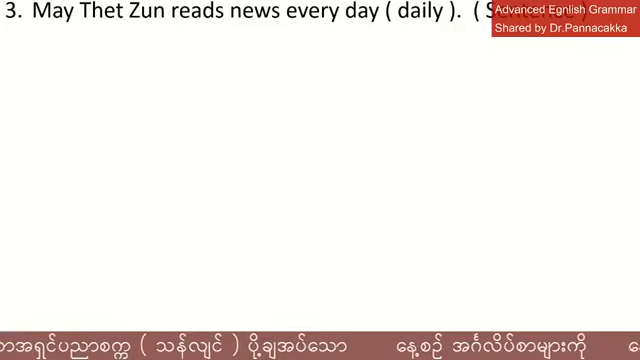 3. May Thet Zun reads news every day ( daily ). (
Advanced Egnlish Grammar
Shared by Dr.Pannacakka
အရှင်ပညာစက္က ( သန်လျင် ) ပို့ချအပ်သော နေ့စဉ် အင်္ဂလိပ်စာများကို